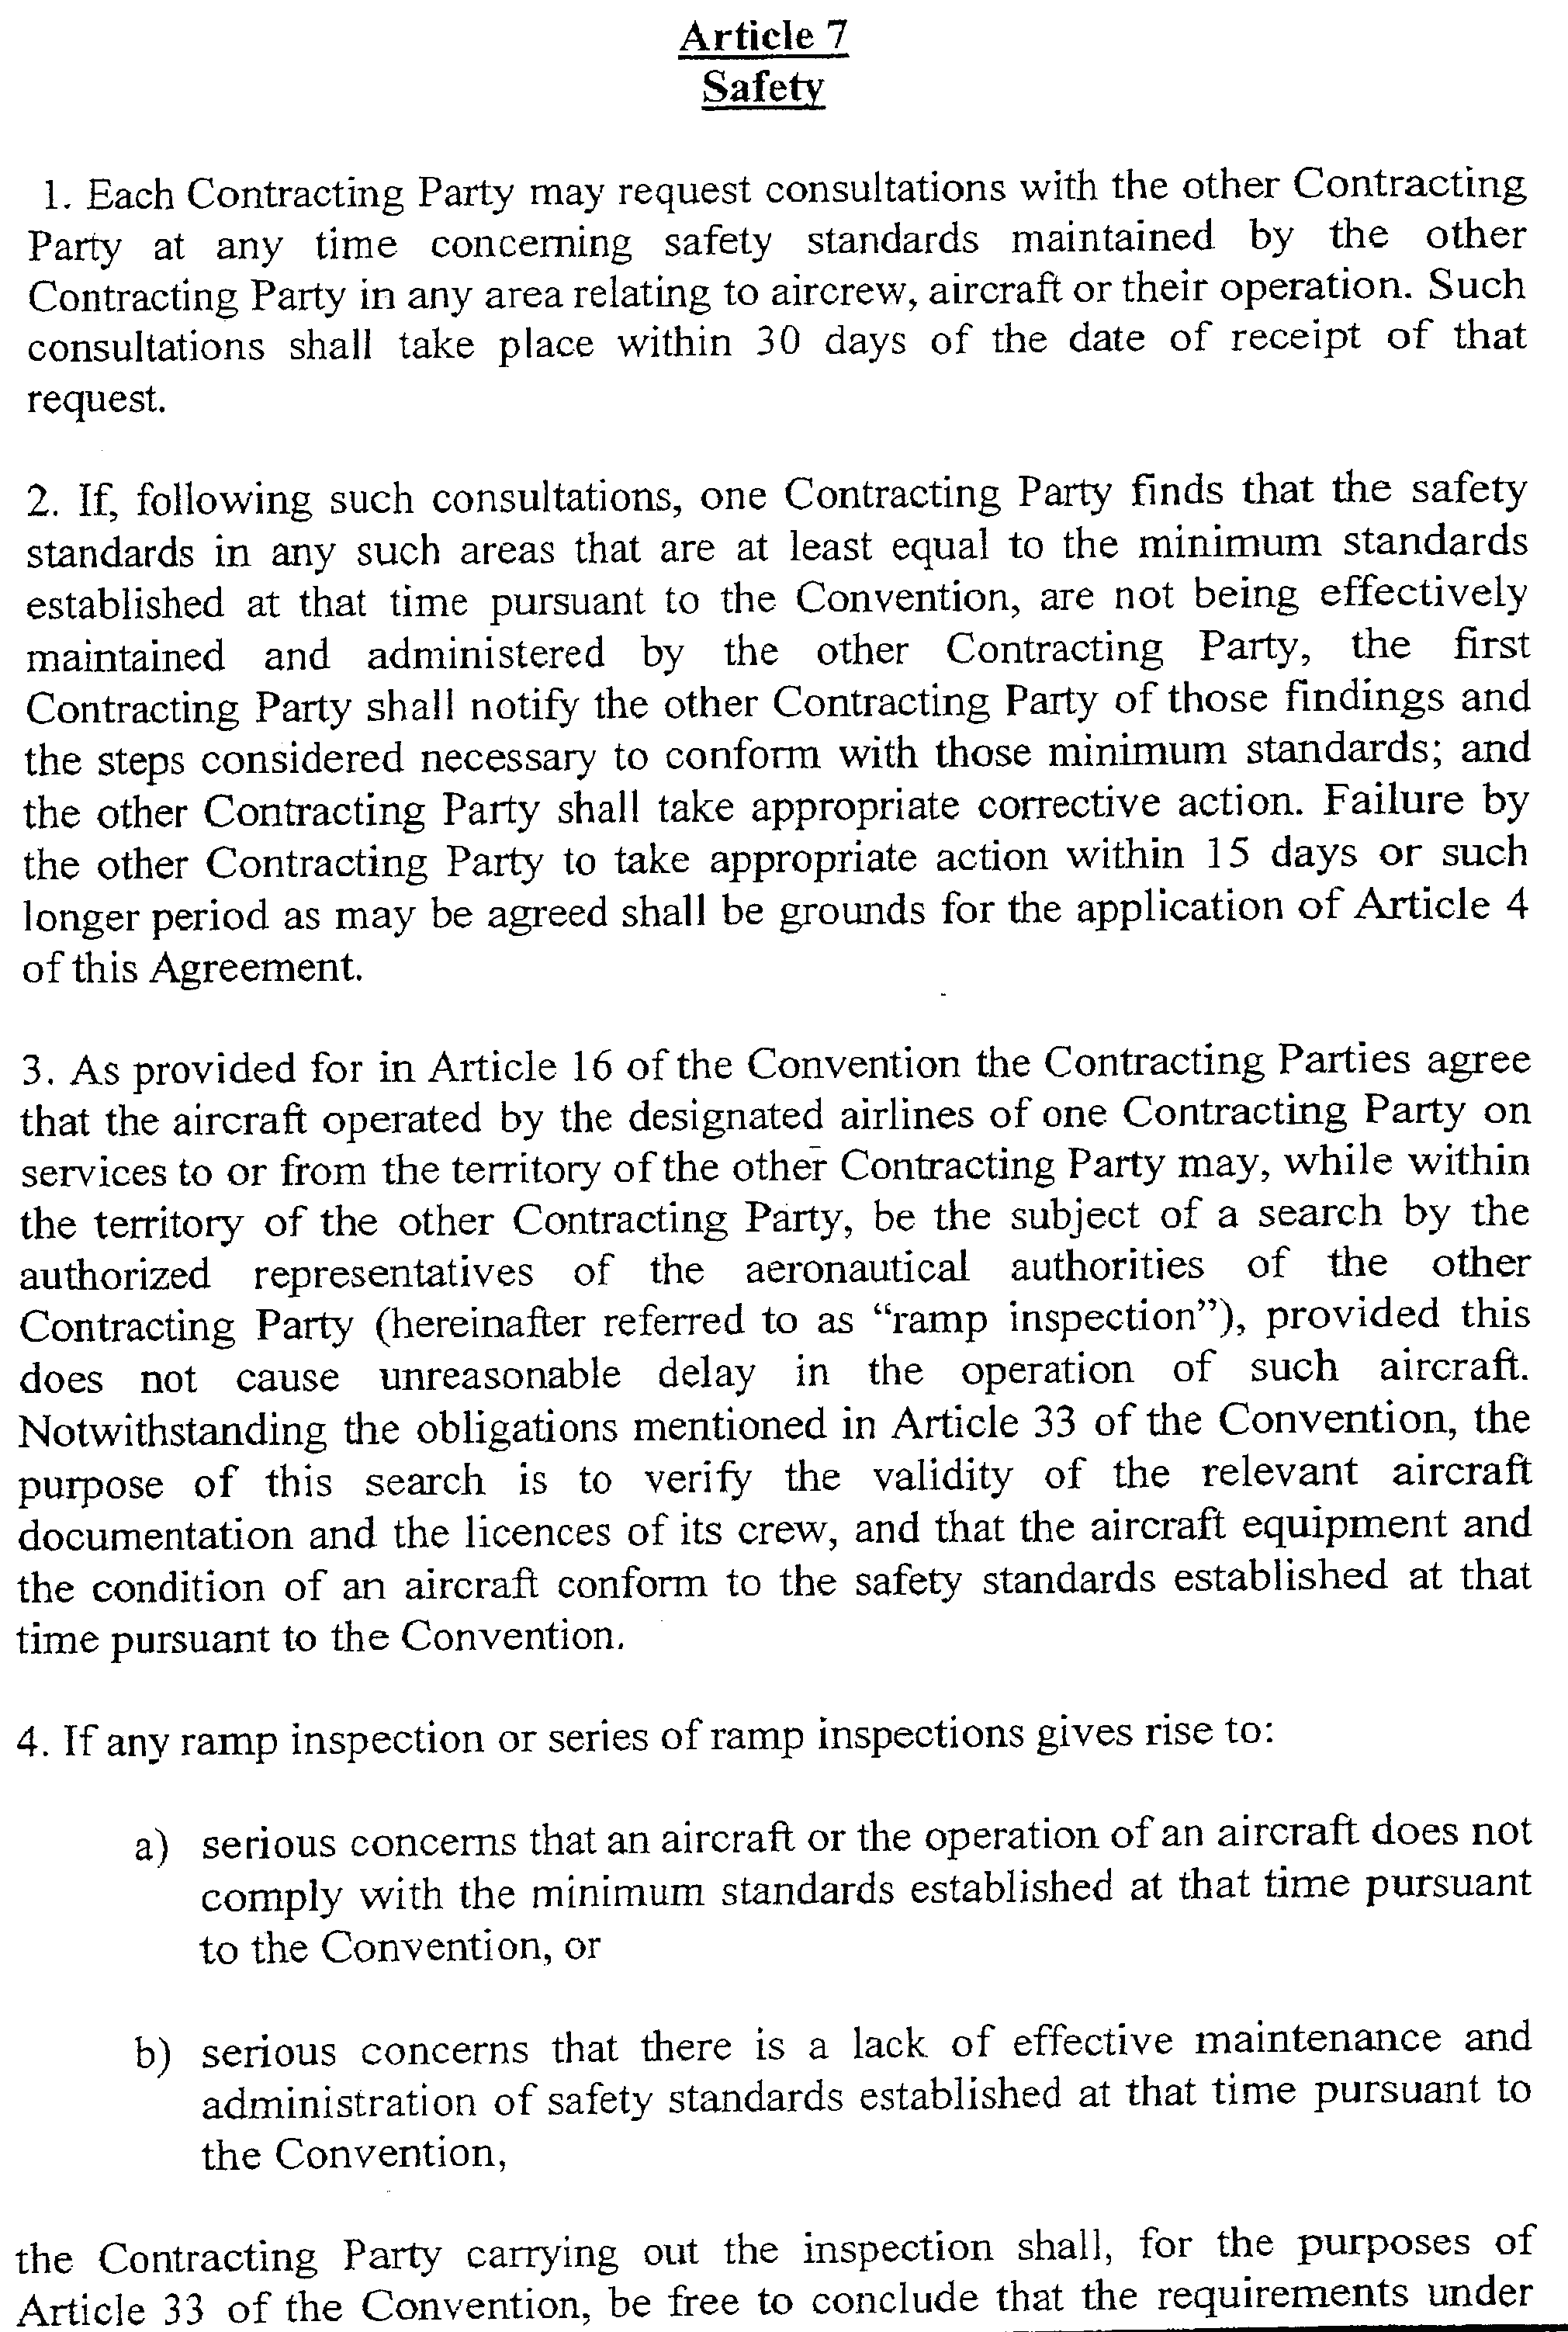 Article 7
Safety
1. Each Contracting Party may request consultations with the other Contracting
Party at any time concerning safety standards maintained by the other
Contracting Party in any area relating to aircrew, aircraft or their operation. Such
consultations shall take place within 30 days of the date of receipt of that
request.
2. If, following such consultations, one Contracting Party finds that the safety
standards in any such areas that are at least equal to the minimum standards
established at that time pursuant to the Convention, are not being effectively
maintained and administered by the other Contracting Party, the first
Contracting Party shall notify the other Contracting Party of those findings and
the steps considered necessary to conform with those minimum standards; and
the other Contracting Party shall take appropriate corrective action. Failure by
the other Contracting Party to take appropriate action within 15 days or such
longer period as may be agreed shall be grounds for the application of Article 4
of this Agreement.
3. As provided for in Article 16 of the Convention the Contracting Parties agree
that the aircraft operated by the designated airlines of one Contracting Party on
services to or from the territory of the other Contracting Party may, while within
the territory of the other Contracting Party, be the subject of a search by the
authorized representatives of the aeronautical authorities of the other
Contracting Party (hereinafter referred to as “ramp inspection”), provided this
does not cause unreasonable delay in the operation of such aircraft.
Notwithstanding the obligations mentioned in Article 33 of the Convention, the
purpose of this search is to verify the validity of the relevant aircraft
documentation and the licences of its crew, and that the aircraft equipment and
the condition of an aircraft conform to the safety standards established at that
time pursuant to the Convention.
4. If any ramp inspection or series of ramp inspections gives rise to:
a) serious concerns that an aircraft or the operation of an aircraft does not
comply with the minimum standards established at that time pursuant
to the Convention, or
b) serious concerns that there is a lack of effective maintenance and
administration of safety standards established at that time pursuant to
the Convention,
the Contracting Party carrying out the inspection shall, for the purposes of
Article 33 of the Convention, be free to conclude that the requirements under